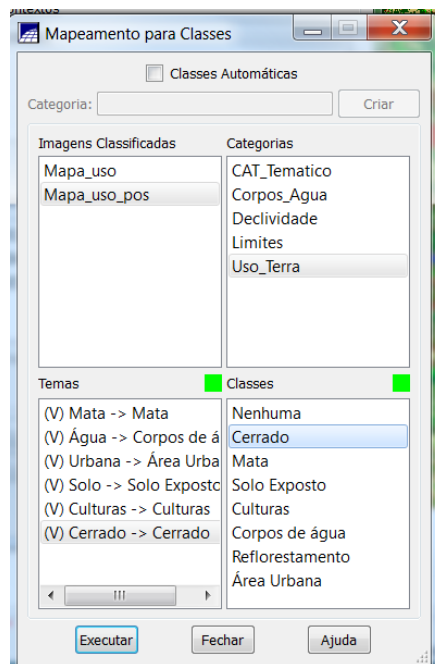 Mapeamento para Classes
Classes Automáticas
Categoria:
Criar
Imagens Classificadas
Mapa_uso
Mapa_uso_pos
Categorias
CAT_Tematico
Corpos_Agua
Declividade
Limites
Uso_Terra
Temas
(V) Mata -> Mata
(V) Água -> Corpos de á
(V) Urbana -> Área Urba
(V) Solo -> Solo Exposto
(V) Culturas -> Culturas
(V) Cerrado -> Cerrado
Classes
Nenhuma
Cerrado
Mata
Solo Exposto
Culturas
Corpos de água
Reflorestamento
Área Urbana
Executar
Fechar
Ajuda